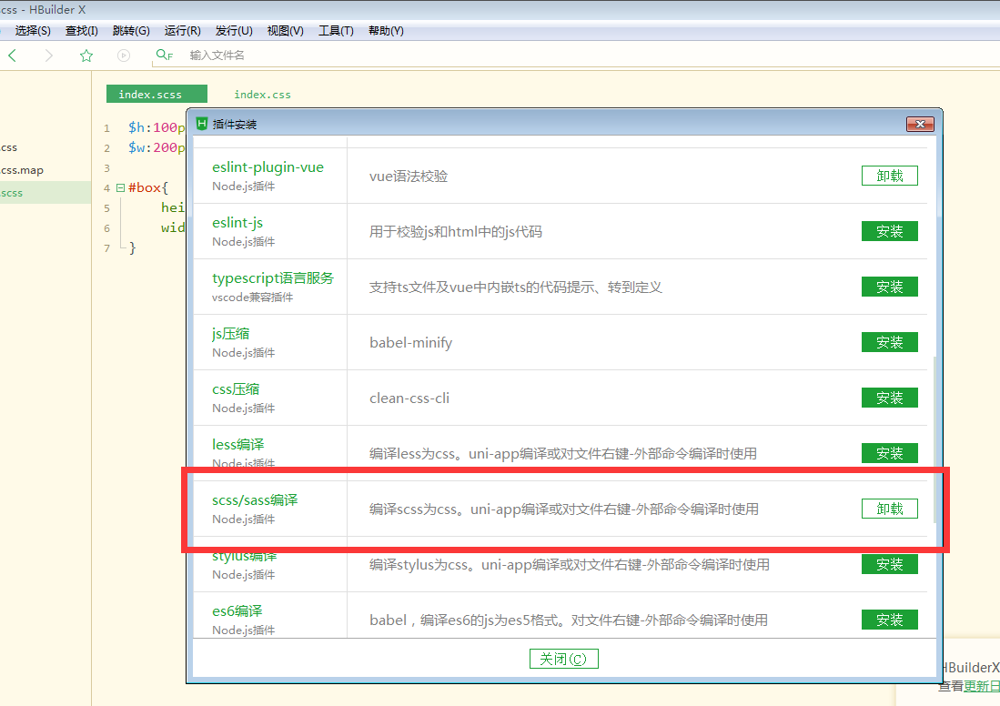 css - HBuilder X
选择(S) 查找(I) 跳转(G) 运行(R) 发行(U) 视图(V) 工具(T) 帮助(Y)
输入文件名
index.scss index.css
css
css.map
scss
1 $h:100p
2 $w:200p
3
4 #box{
5 hei
6 wid
7 }
插件安装
eslint-plugin-vue
Node.js插件
vue语法校验
卸载
eslint-js
Node.js插件
用于校验js和html中的js代码
安装
typescript语言服务
vscode兼容插件
支持ts文件及vue中内嵌ts的代码提示、转到定义
安装
js压缩
Node.js插件
babel-minify
安装
css压缩
Node.js插件
clean-css-cli
安装
less编译
Node.js插件
编译less为css。uni-app编译或对文件右键-外部命令编译时使用
安装
scss/sass编译
Node.js插件
编译scss为css。uni-app编译或对文件右键-外部命令编译时使用
卸载
stylus编译
Node.js插件
编译stylus为css。uni-app编译或对文件右键-外部命令编译时使用
安装
es6编译
Node.js插件
babel，编译es6的js为es5格式。对文件右键-外部命令编译时使用
安装
关闭(C)
HBuilderX
查看更新日